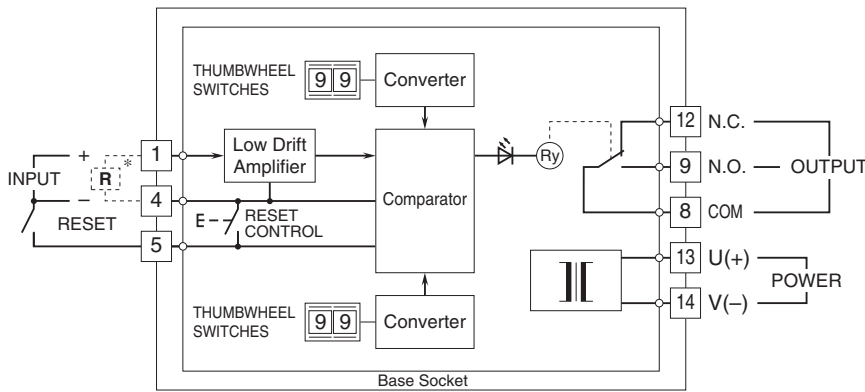 THUMBWHEEL
SWITCHES
9 9
Converter
12 N.C.
Low Drift
Amplifier
Ry
+
1
*
R
INPUT
9 N.O.
OUTPUT
Comparator
–
4
RESET
E
RESET
CONTROL
8 COM
5
13 U(+)
POWER
14 V(–)
THUMBWHEEL
SWITCHES
9 9
Converter
Base Socket